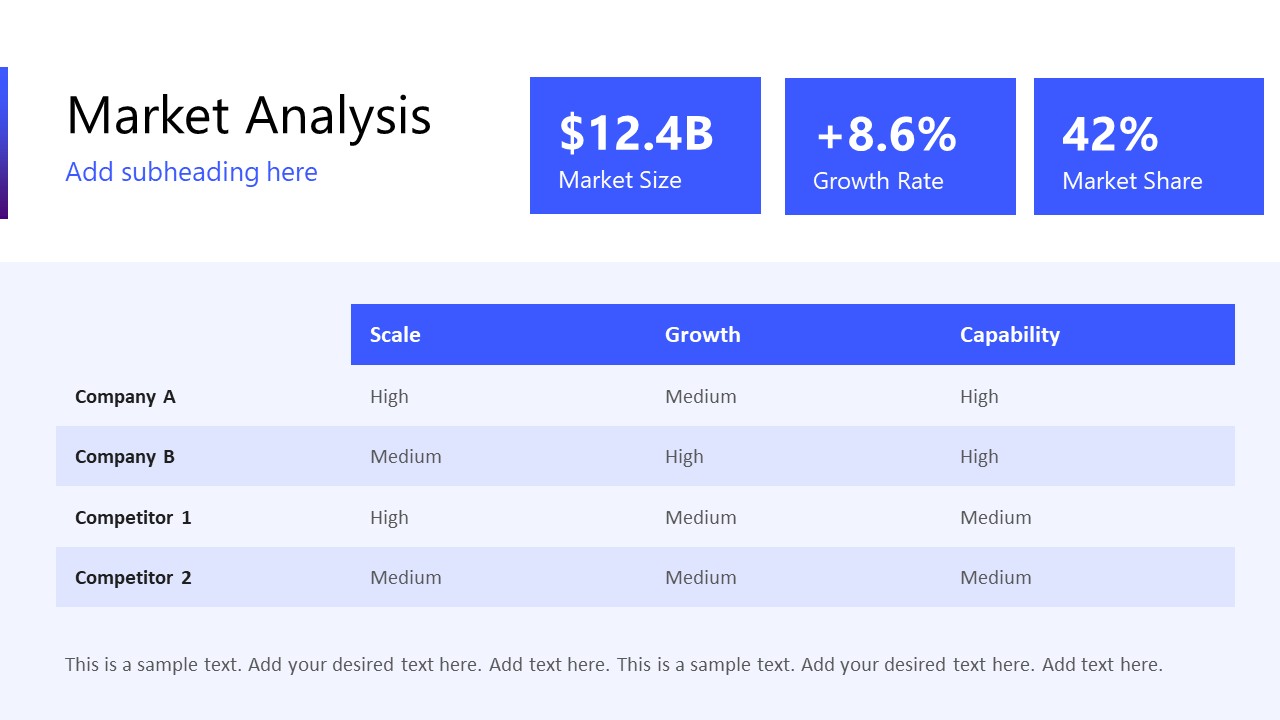 Market Analysis
Add subheading here
$12.4B
Market Size
+8.6%
Growth Rate
42%
Market Share
Scale Growth Capability
Company A High Medium High
Company B Medium High High
Competitor 1 High Medium Medium
Competitor 2 Medium Medium Medium
This is a sample text. Add your desired text here. Add text here. This is a sample text. Add your desired text here. Add text here.